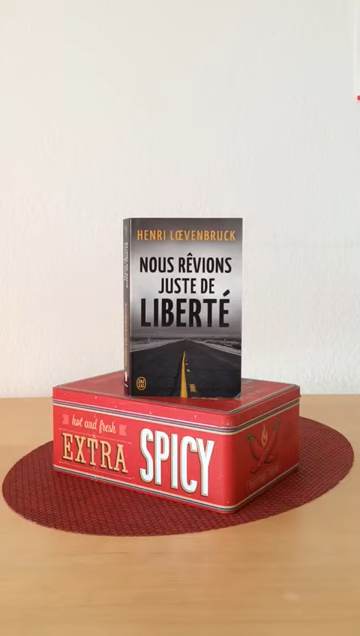 HENRI LŒVENBRUCK
NOUS RÊVIONS
JUSTE DE
LIBERTÉ
hot and fresh
EXTRA
SPICY